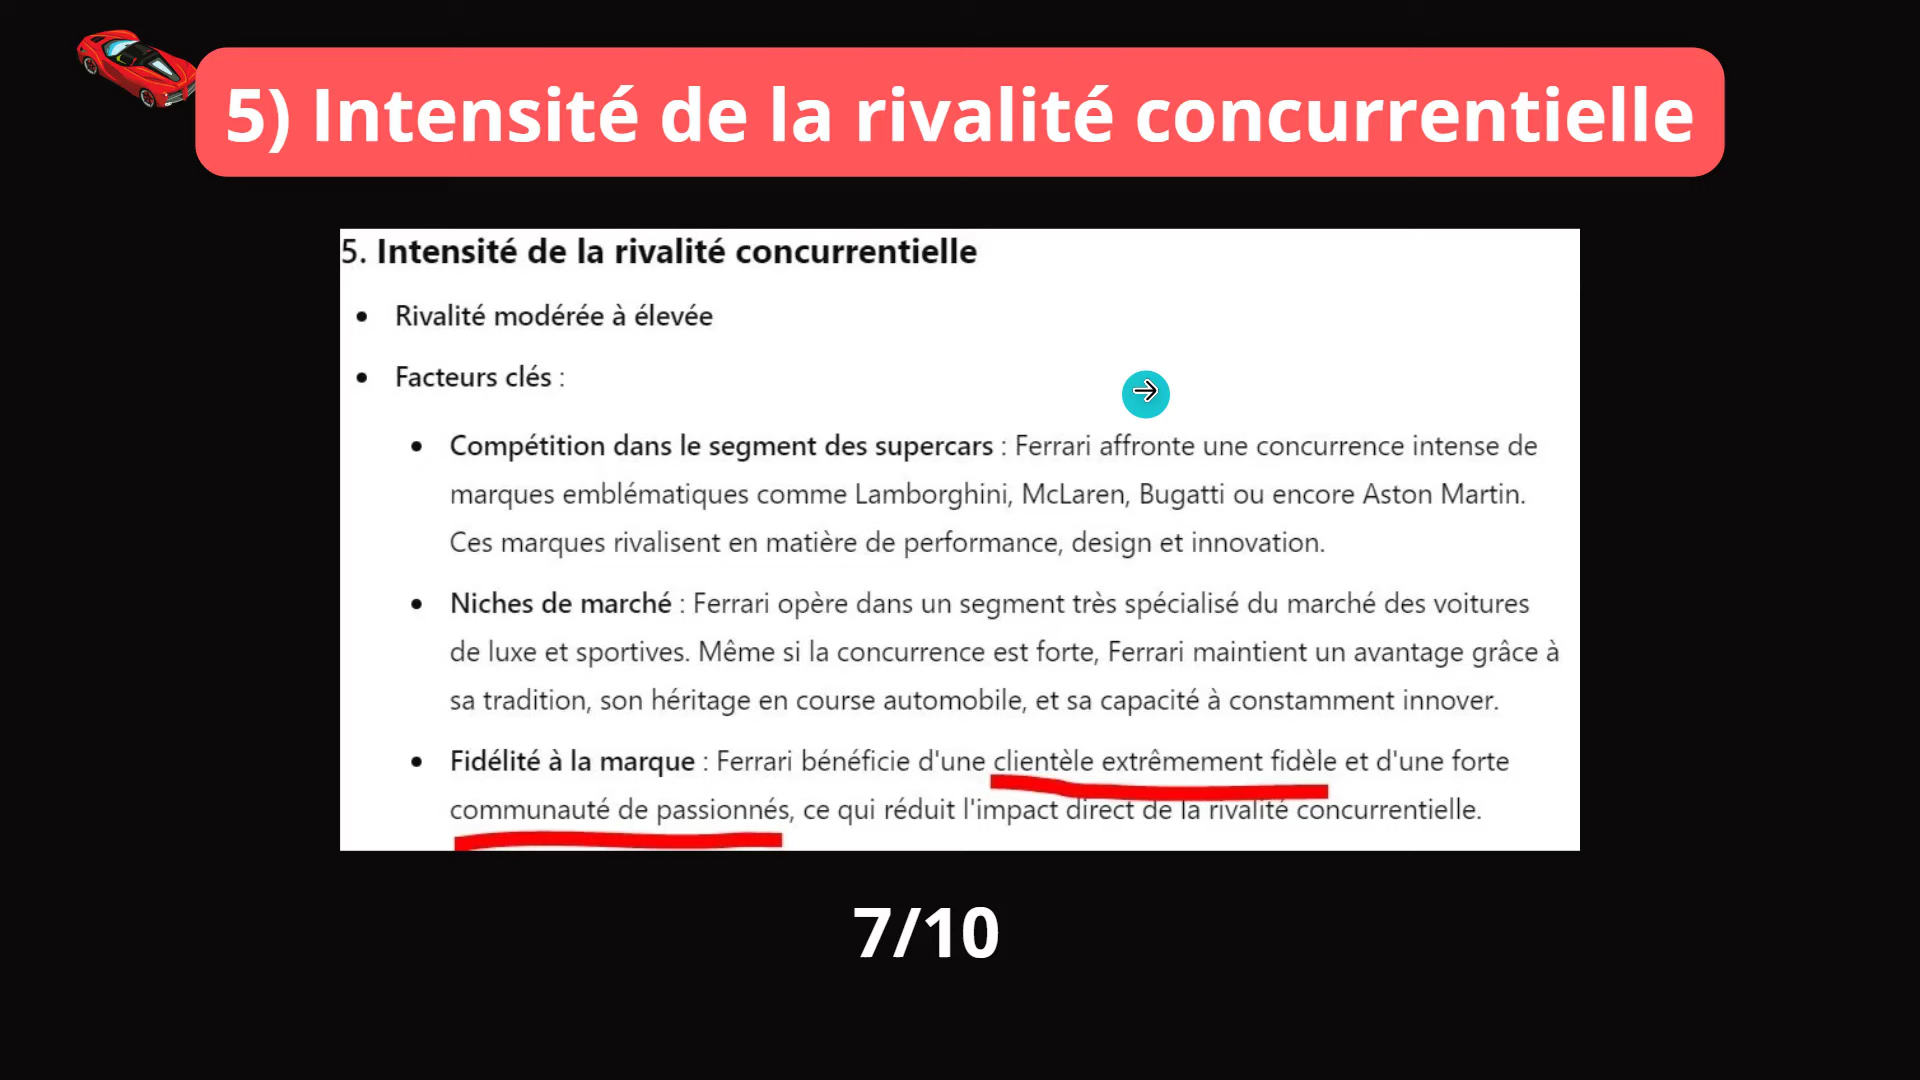 5) Intensité de la rivalité concurrentielle
5. Intensité de la rivalité concurrentielle
• Rivalité modérée à élevée
• Facteurs clés :
• Compétition dans le segment des supercars : Ferrari affronte une concurrence intense de
marques emblématiques comme Lamborghini, McLaren, Bugatti ou encore Aston Martin.
Ces marques rivalisent en matière de performance, design et innovation.
• Niches de marché : Ferrari opère dans un segment très spécialisé du marché des voitures
de luxe et sportives. Même si la concurrence est forte, Ferrari maintient un avantage grâce à
sa tradition, son héritage en course automobile, et sa capacité à constamment innover.
• Fidélité à la marque : Ferrari bénéficie d'une clientèle extrêmement fidèle et d'une forte
communauté de passionnés, ce qui réduit l'impact direct de la rivalité concurrentielle.
7/10